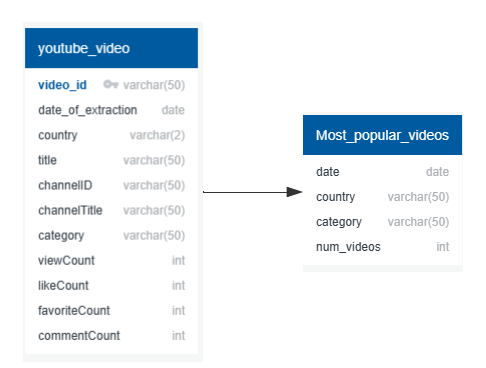 youtube_video
video_id varchar(50)
date_of_extraction date
country varchar(2)
title varchar(50)
channelID varchar(50)
channelTitle varchar(50)
category varchar(50)
viewCount int
likeCount int
favoriteCount int
commentCount int
Most_popular_videos
date date
country varchar(50)
category varchar(50)
num_videos int